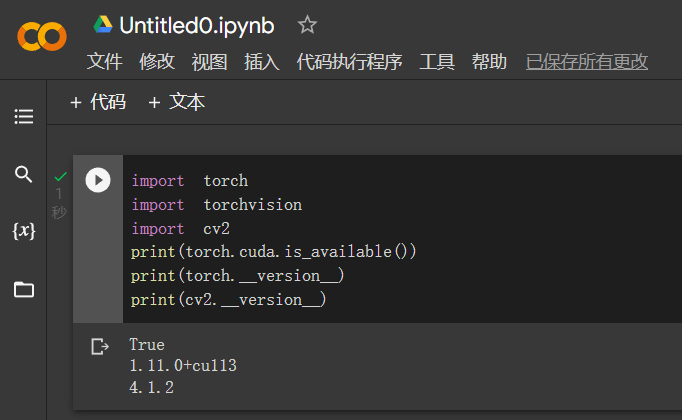 Untitled0.ipynb
文件 修改 视图 插入 代码执行程序 工具 帮助 已保存所有更改
+ 代码 + 文本
{x}
1
秒
import torch
import torchvision
import cv2
print(torch.cuda.is_available())
print(torch.__version__)
print(cv2.__version__)
True
1.11.0+cu113
4.1.2